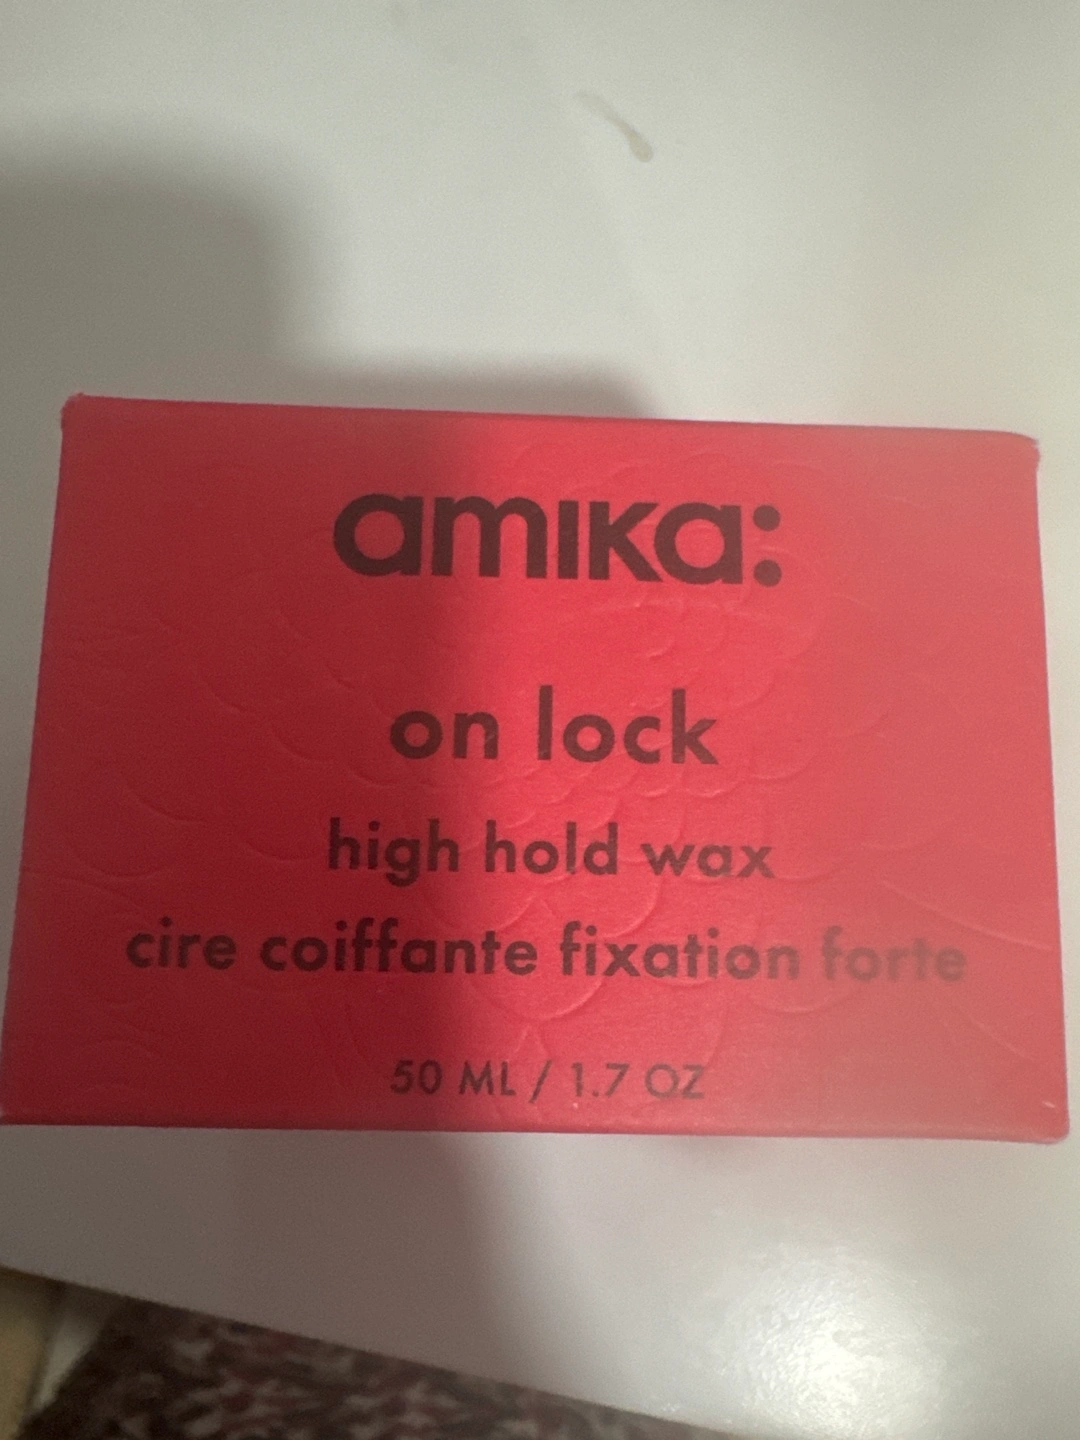 amika:
on lock
high hold wax
cire coiffante fixation forte
50 ML / 1.7 OZ